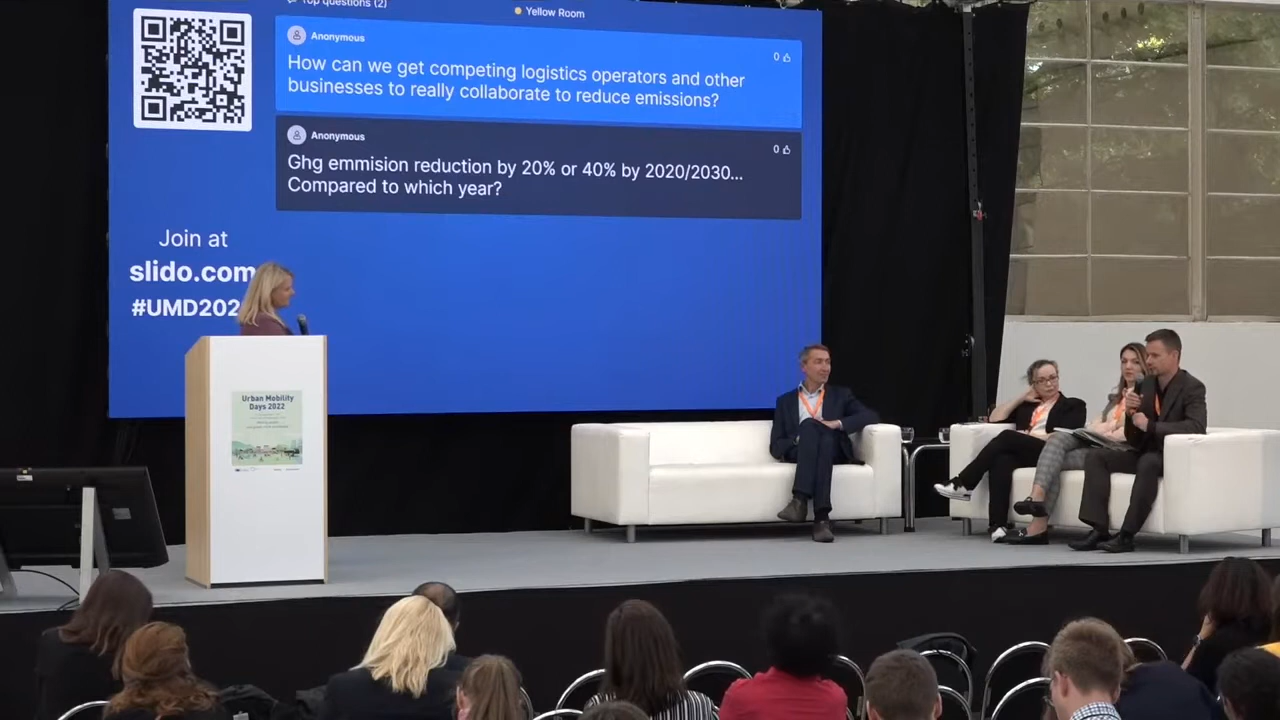 Top questions (2)
Yellow Room
Anonymous
0
How can we get competing logistics operators and other
businesses to really collaborate to reduce emissions?
Anonymous
0
Ghg emmision reduction by 20% or 40% by 2020/2030...
Compared to which year?
Join at
slido.com
#UMD202
Urban Mobility
Days 2022